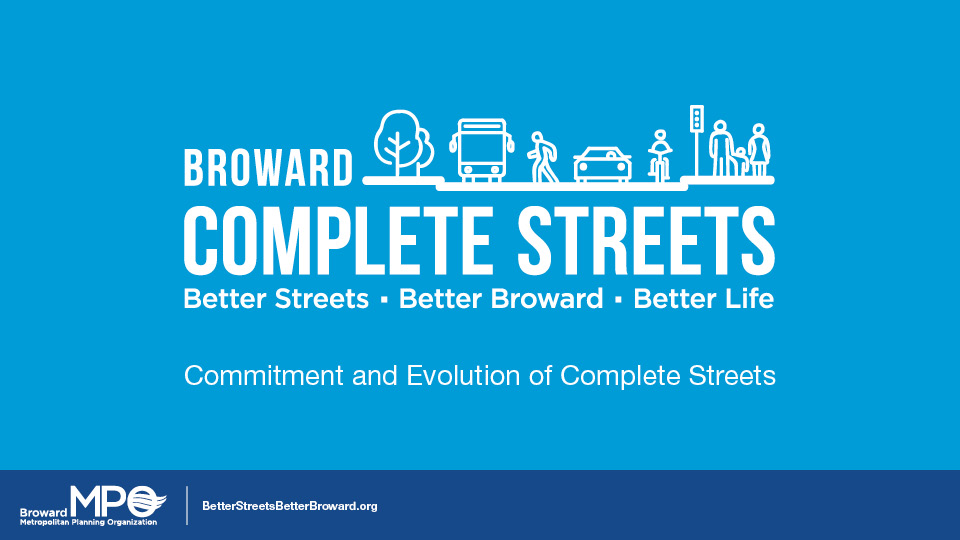 BROWARD
COMPLETE STREETS
Better Streets · Better Broward · Better Life
Commitment and Evolution of Complete Streets
Broward MPO
Metropolitan Planning Organization
BetterStreetsBetterBroward.org